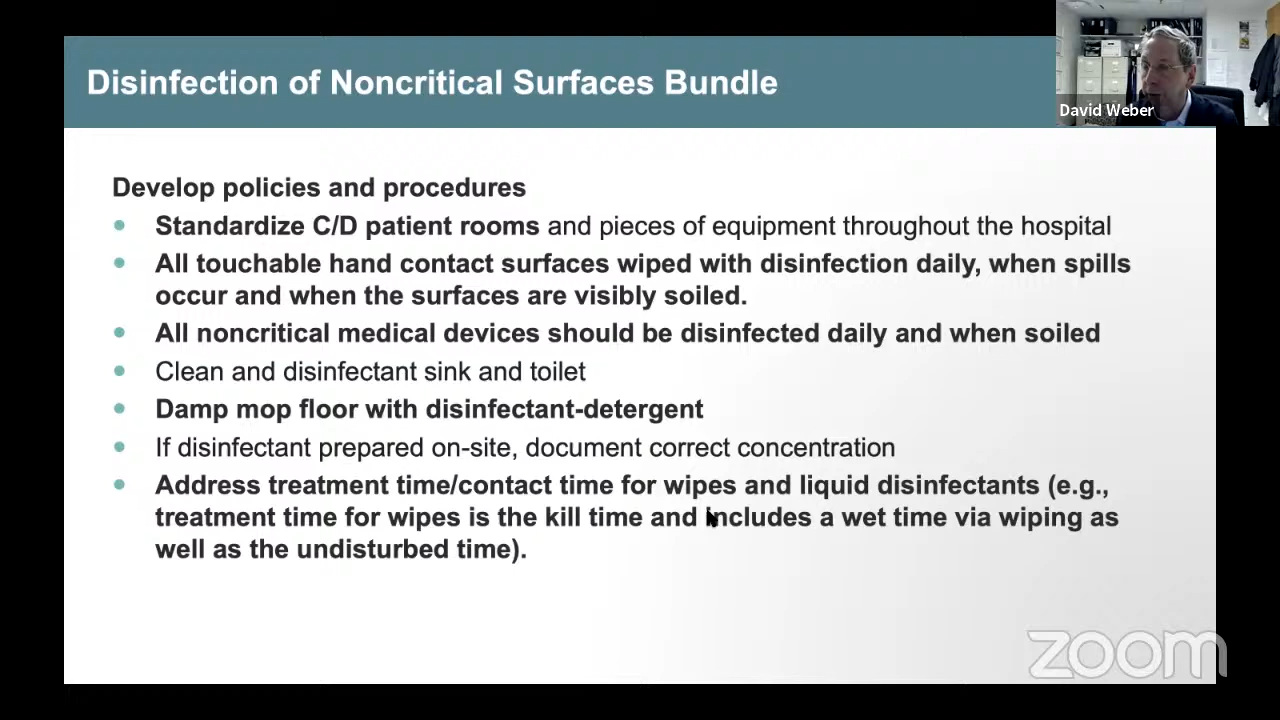 Disinfection of Noncritical Surfaces Bundle
David Weber
Develop policies and procedures
Standardize C/D patient rooms and pieces of equipment throughout the hospital
All touchable hand contact surfaces wiped with disinfection daily, when spills
occur and when the surfaces are visibly soiled.
All noncritical medical devices should be disinfected daily and when soiled
Clean and disinfectant sink and toilet
Damp mop floor with disinfectant-detergent
If disinfectant prepared on-site, document correct concentration
Address treatment time/contact time for wipes and liquid disinfectants (e.g.,
treatment time for wipes is the kill time and includes a wet time via wiping as
well as the undisturbed time).
zoom